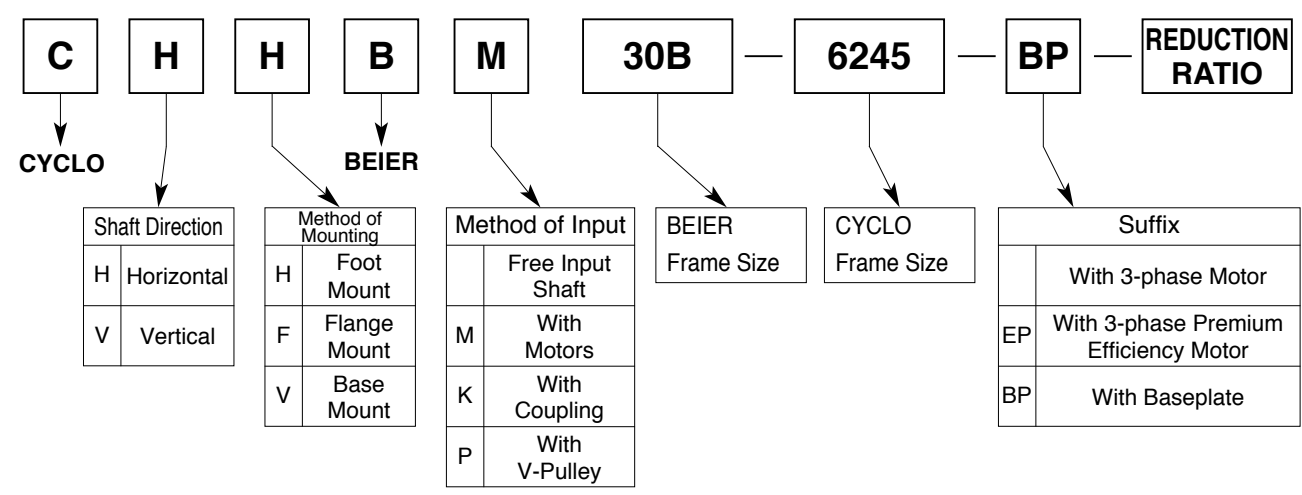 C H H B M 30B — 6245 — BP — REDUCTION
RATIO
CYCLO BEIER
Shaft Direction
H Horizontal
V Vertical
Method of
Mounting
H Foot
Mount
F Flange
Mount
V Base
Mount
Method of Input
Free Input
Shaft
M With
Motors
K With
Coupling
P With
V-Pulley
BEIER
Frame Size
CYCLO
Frame Size
Suffix
With 3-phase Motor
EP With 3-phase Premium
Efficiency Motor
BP With Baseplate